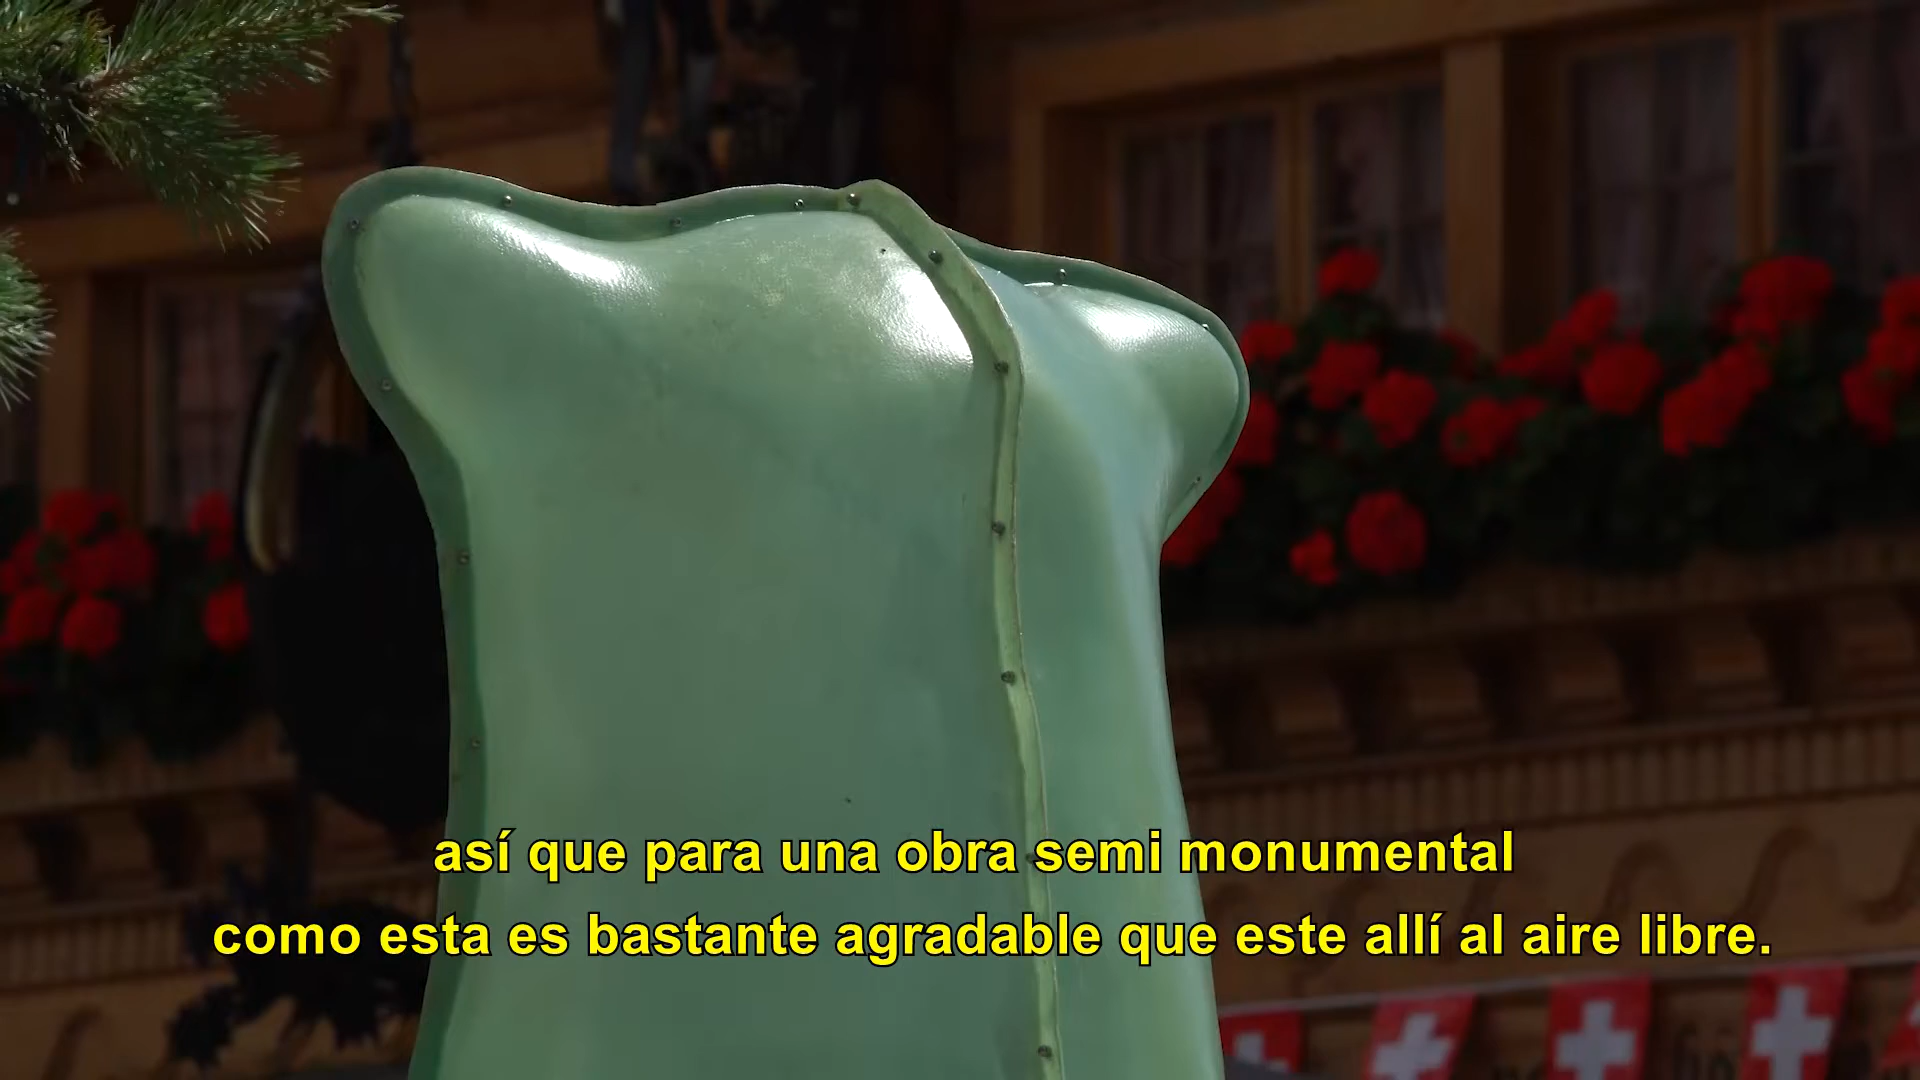 así que para una obra semi monumental
como esta es bastante agradable que este allí al aire libre.